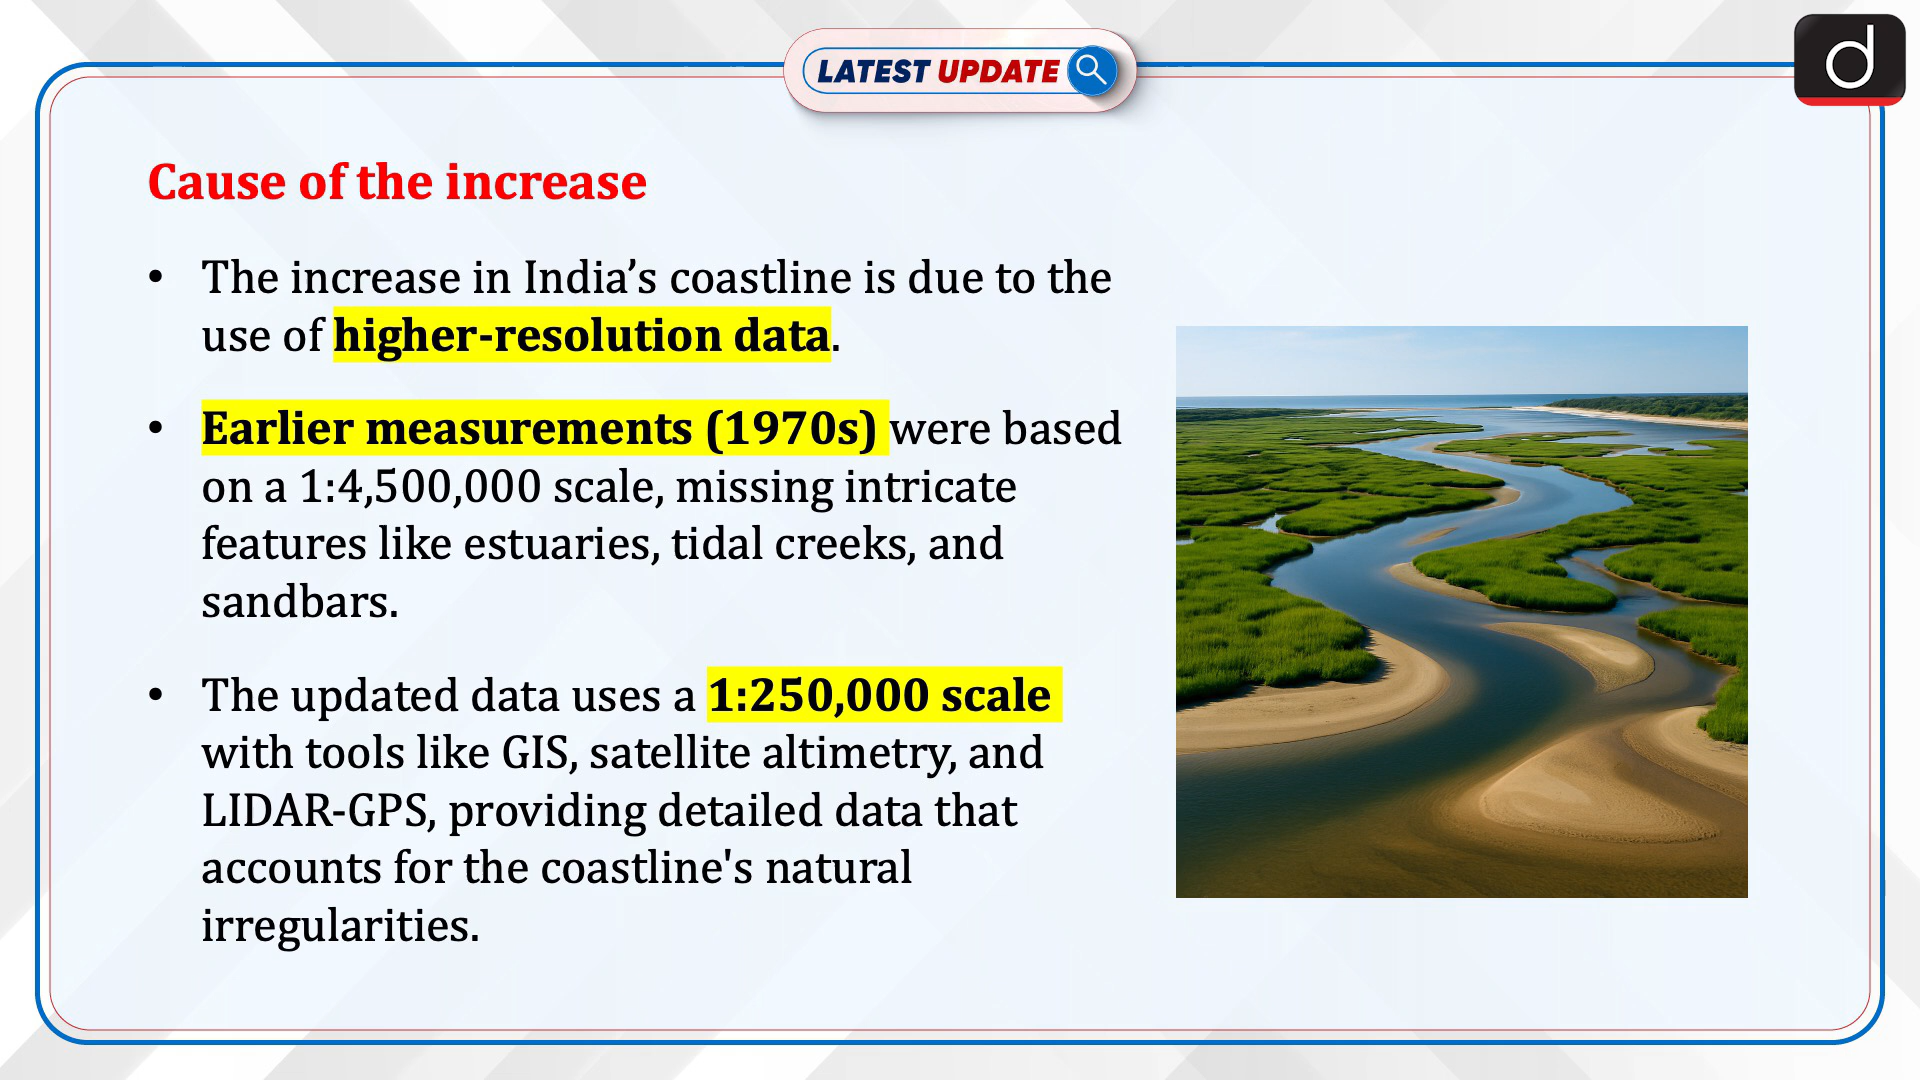 LATEST UPDATE
d
Cause of the increase
• The increase in India’s coastline is due to the
use of higher-resolution data.
• Earlier measurements (1970s) were based
on a 1:4,500,000 scale, missing intricate
features like estuaries, tidal creeks, and
sandbars.
• The updated data uses a 1:250,000 scale
with tools like GIS, satellite altimetry, and
LIDAR-GPS, providing detailed data that
accounts for the coastline's natural
irregularities.